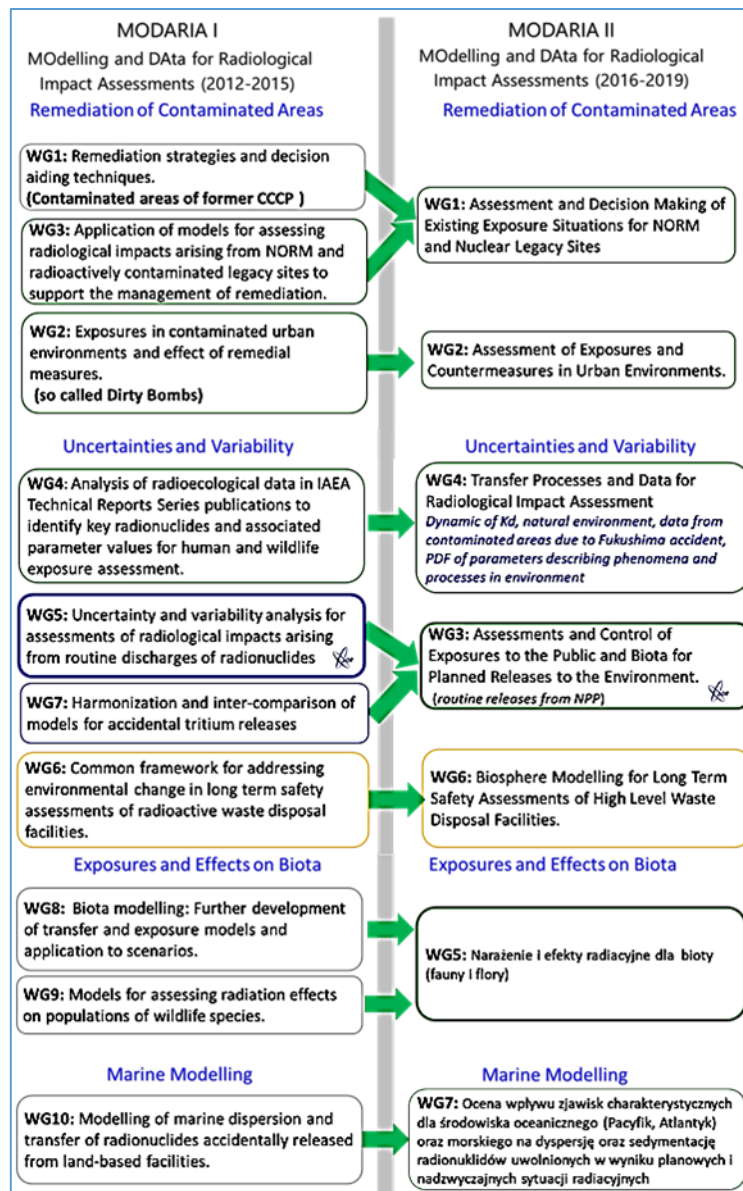 MODARIA I
MOdelling and DAta for Radiological
Impact Assessments (2012-2015)
Remediation of Contaminated Areas
WG1: Remediation strategies and decision
aiding techniques.
(Contaminated areas of former CCCP )
WG3: Application of models for assessing
radiological impacts arising from NORM and
radioactively contaminated legacy sites to
support the management of remediation.
WG2: Exposures in contaminated urban
environments and effect of remedial
measures.
(so called Dirty Bombs)
Uncertainties and Variability
WG4: Analysis of radioecological data in IAEA
Technical Reports Series publications to
identify key radionuclides and associated
parameter values for human and wildlife
exposure assessment.
WG5: Uncertainty and variability analysis for
assessments of radiological impacts arising
from routine discharges of radionuclides
WG7: Harmonization and inter-comparison of
models for accidental tritium releases
WG6: Common framework for addressing
environmental change in long term safety
assessments of radioactive waste disposal
facilities.
Exposures and Effects on Biota
WG8: Biota modelling: Further development
of transfer and exposure models and
application to scenarios.
WG9: Models for assessing radiation effects
on populations of wildlife species.
Marine Modelling
WG10: Modelling of marine dispersion and
transfer of radionuclides accidentally released
from land-based facilities.
MODARIA II
MOdelling and DAta for Radiological
Impact Assessments (2016-2019)
Remediation of Contaminated Areas
WG1: Assessment and Decision Making of
Existing Exposure Situations for NORM
and Nuclear Legacy Sites
WG2: Assessment of Exposures and
Countermeasures in Urban Environments.
Uncertainties and Variability
WG4: Transfer Processes and Data for
Radiological Impact Assessment
Dynamic of Kd, natural environment, data from
contaminated areas due to Fukushima accident,
PDF of parameters describing phenomena and
processes in environment
WG3: Assessments and Control of
Exposures to the Public and Biota for
Planned Releases to the Environment.
(routine releases from NPP)
WG6: Biosphere Modelling for Long Term
Safety Assessments of High Level Waste
Disposal Facilities.
Exposures and Effects on Biota
WG5: Narażenie i efekty radiacyjne dla bioty
(fauny i flory)
Marine Modelling
WG7: Ocena wpływu zjawisk charakterystycznych
dla środowiska oceanicznego (Pacyfik, Atlantyk)
oraz morskiego na dyspersję oraz sedymentację
radionuklidów uwolnionych w wyniku planowych i
nadzwyczajnych sytuacji radiacyjnych